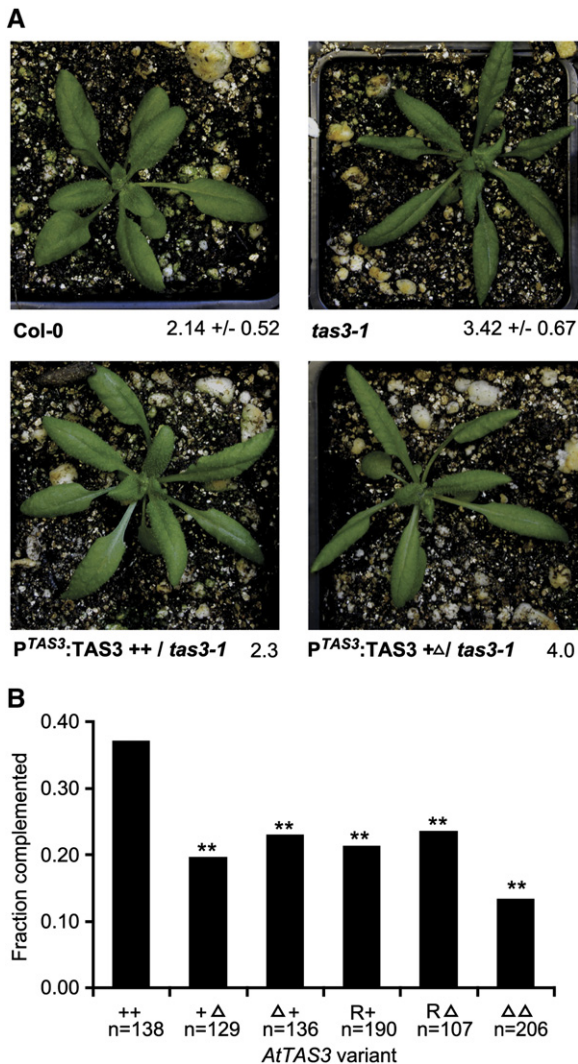 A
Col-0 2.14 +/- 0.52
tas3-1 3.42 +/- 0.67
P^TAS3:TAS3 ++ / tas3-1 2.3
P^TAS3:TAS3 +△/ tas3-1 4.0
B
0.40
0.30
0.20
0.10
0.00
Fraction complemented
**
**
**
**
**
++ +△ △+ R+ R△ △△
n=138 n=129 n=136 n=190 n=107 n=206
AtTAS3 variant